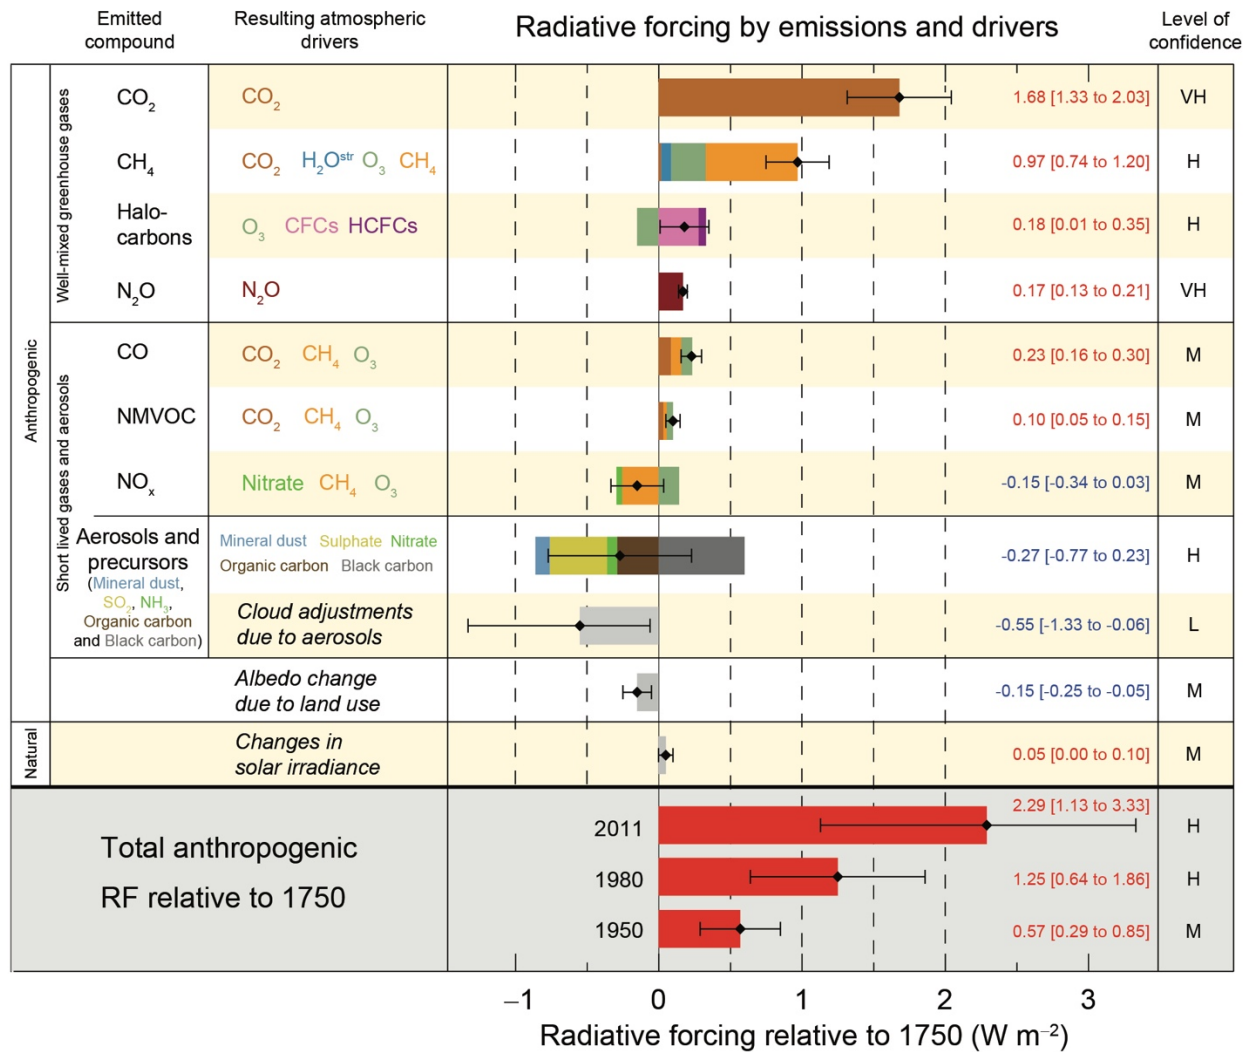 Emitted compound
Resulting atmospheric drivers
Radiative forcing by emissions and drivers
Level of confidence
Anthropogenic
Well-mixed greenhouse gases
CO₂
CO₂
1.68 [1.33 to 2.03]
VH
CH₄
CO₂ H₂Oˢᵗʳ O₃ CH₄
0.97 [0.74 to 1.20]
H
Halo-
carbons
O₃ CFCs HCFCs
0.18 [0.01 to 0.35]
H
N₂O
N₂O
0.17 [0.13 to 0.21]
VH
Short lived gases and aerosols
CO
CO₂ CH₄ O₃
0.23 [0.16 to 0.30]
M
NMVOC
CO₂ CH₄ O₃
0.10 [0.05 to 0.15]
M
NOₓ
Nitrate CH₄ O₃
-0.15 [-0.34 to 0.03]
M
Aerosols and
precursors
(Mineral dust,
SO₂, NH₃,
Organic carbon
and Black carbon)
Mineral dust Sulphate Nitrate
Organic carbon Black carbon
-0.27 [-0.77 to 0.23]
H
Cloud adjustments
due to aerosols
-0.55 [-1.33 to -0.06]
L
Albedo change
due to land use
-0.15 [-0.25 to -0.05]
M
Natural
Changes in
solar irradiance
0.05 [0.00 to 0.10]
M
Total anthropogenic
RF relative to 1750
2011
2.29 [1.13 to 3.33]
H
1980
1.25 [0.64 to 1.86]
H
1950
0.57 [0.29 to 0.85]
M
−1 0 1 2 3
Radiative forcing relative to 1750 (W m⁻²)